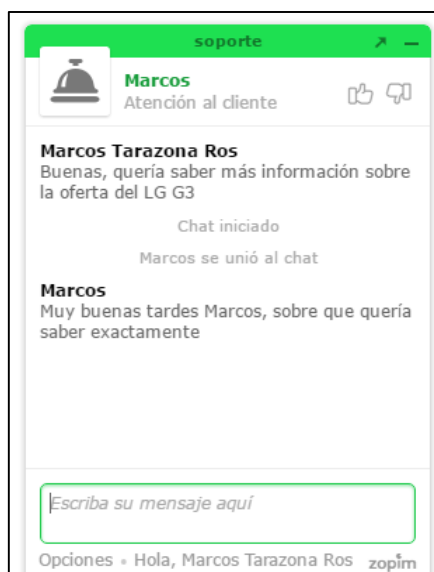 soporte
Marcos
Atención al cliente
Marcos Tarazona Ros
Buenas, quería saber más información sobre
la oferta del LG G3
Chat iniciado
Marcos se unió al chat
Marcos
Muy buenas tardes Marcos, sobre que quería
saber exactamente
Escriba su mensaje aquí
Opciones • Hola, Marcos Tarazona Ros zopim